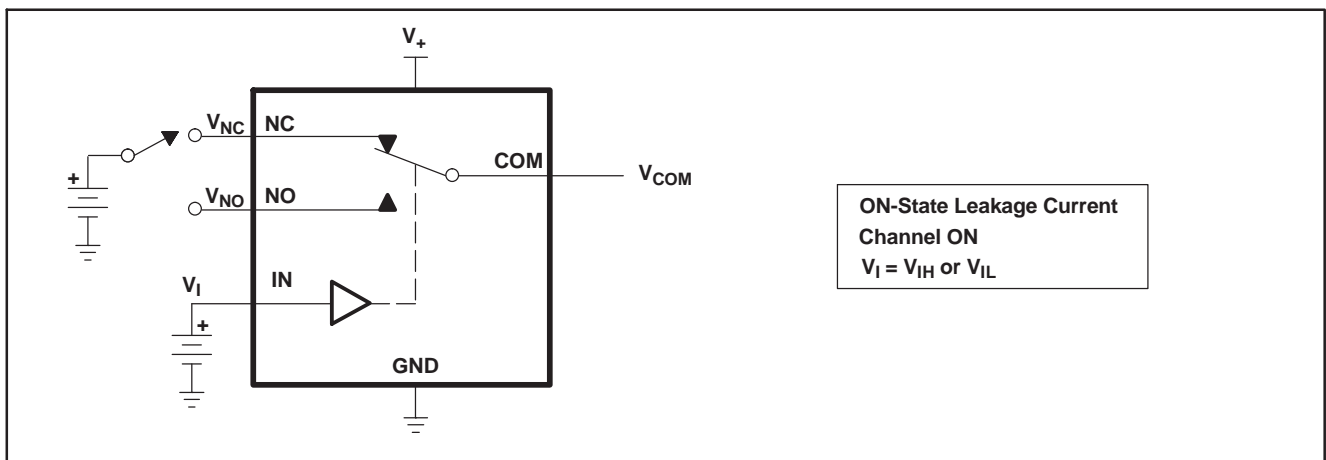 V+
VNC NC
COM
VCOM
+
VNO NO
ON-State Leakage Current
Channel ON
VI = VIH or VIL
VI IN
+
GND